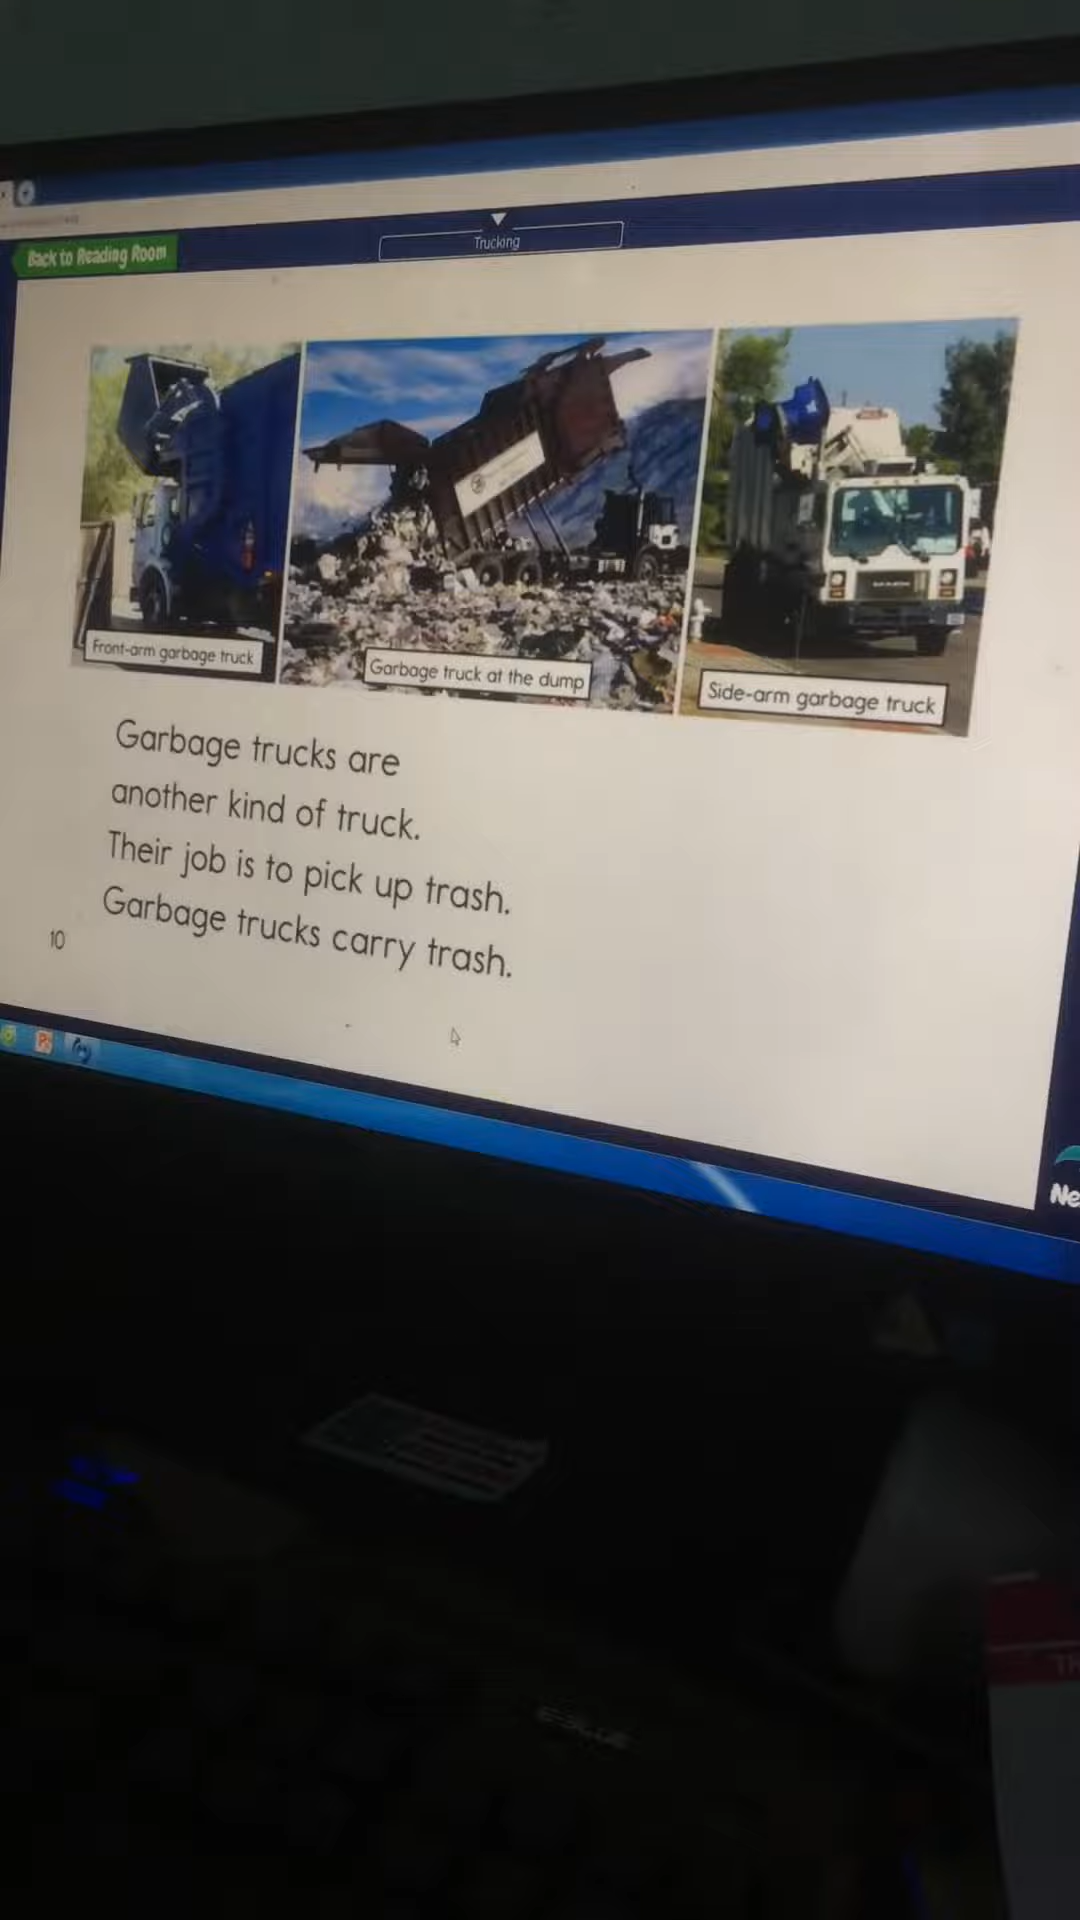 Trucking
Back to Reading Room
Front-arm garbage truck
Garbage truck at the dump
Side-arm garbage truck
Garbage trucks are
another kind of truck.
Their job is to pick up trash.
Garbage trucks carry trash.
10